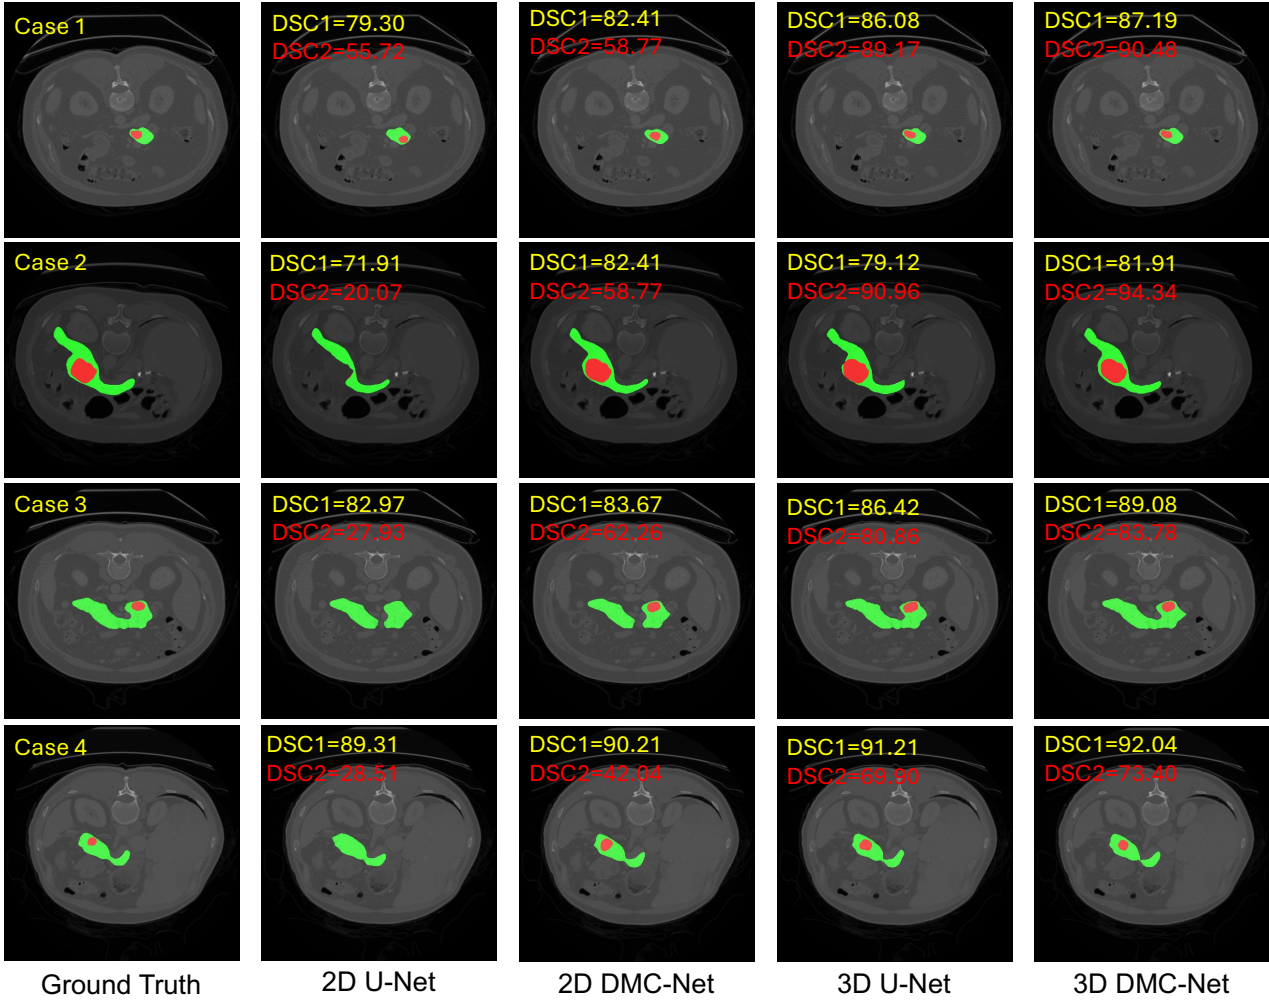 Case 1
DSC1=79.30
DSC2=55.72
DSC1=82.41
DSC2=58.77
DSC1=86.08
DSC2=89.17
DSC1=87.19
DSC2=90.48
Case 2
DSC1=71.91
DSC2=20.07
DSC1=82.41
DSC2=58.77
DSC1=79.12
DSC2=90.96
DSC1=81.91
DSC2=94.34
Case 3
DSC1=82.97
DSC2=27.93
DSC1=83.67
DSC2=62.26
DSC1=86.42
DSC2=80.86
DSC1=89.08
DSC2=83.78
Case 4
DSC1=89.31
DSC2=28.51
DSC1=90.21
DSC2=42.04
DSC1=91.21
DSC2=69.90
DSC1=92.04
DSC2=73.40
Ground Truth
2D U-Net
2D DMC-Net
3D U-Net
3D DMC-Net